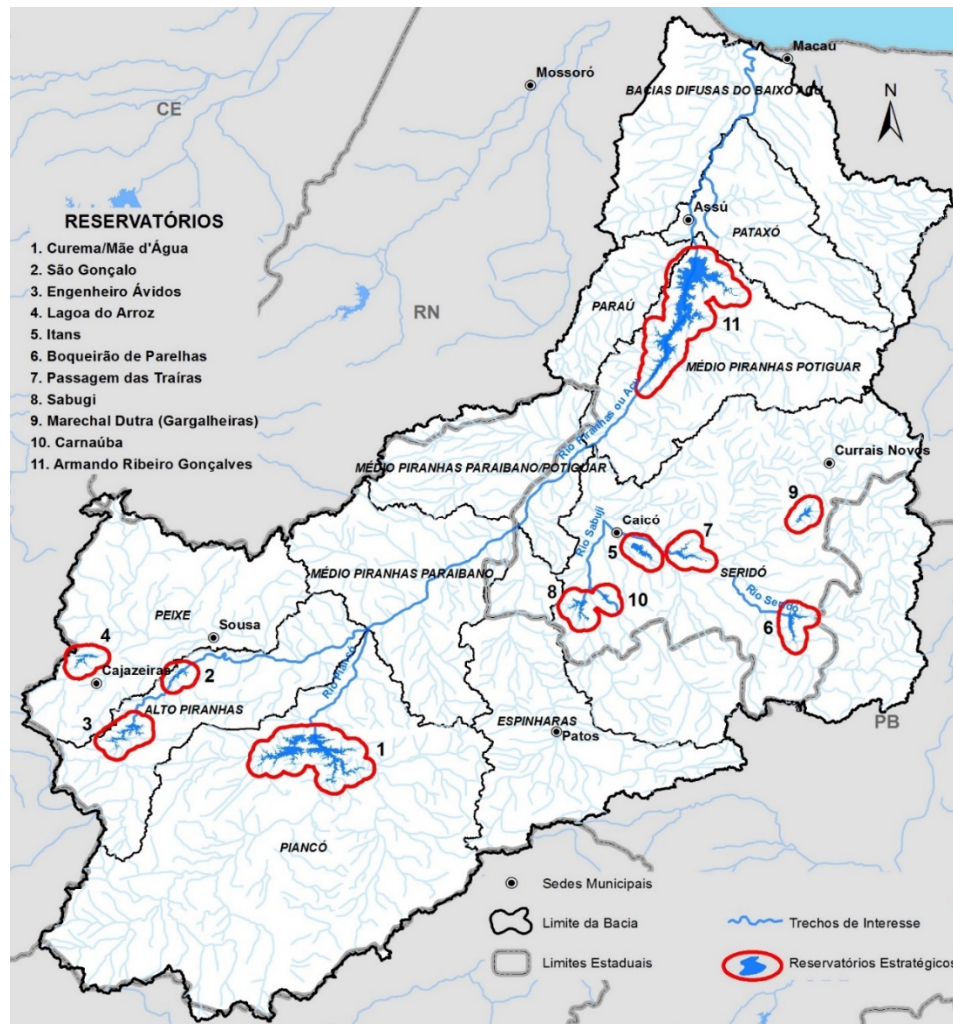 Macau
Mossoró
BACIAS DIFUSAS DO BAIXO AÇU
CE
N
RESERVATÓRIOS
1. Curema/Mãe d'Água
2. São Gonçalo
3. Engenheiro Ávidos
4. Lagoa do Arroz
5. Itans
6. Boqueirão de Parelhas
7. Passagem das Traíras
8. Sabugi
9. Marechal Dutra (Gargalheiras)
10. Carnaúba
11. Armando Ribeiro Gonçalves
Assú
PATAXÓ
PARAÚ
RN
11
MÉDIO PIRANHAS POTIGUAR
Rio Piranhas ou Açu
Currais Novos
MÉDIO PIRANHAS PARAIBANO/POTIGUAR
9
Rio Sabuji
Caicó
7
5
MÉDIO PIRANHAS PARAIBANO
SERIDÓ
8
10
Rio Seridó
6
PEIXE
Sousa
4
Cajazeiras
2
Rio Piancó
3
ALTO PIRANHAS
ESPINHARAS
Patos
PB
1
PIANCÓ
Sedes Municipais
Limite da Bacia
Trechos de Interesse
Limites Estaduais
Reservatórios Estratégicos